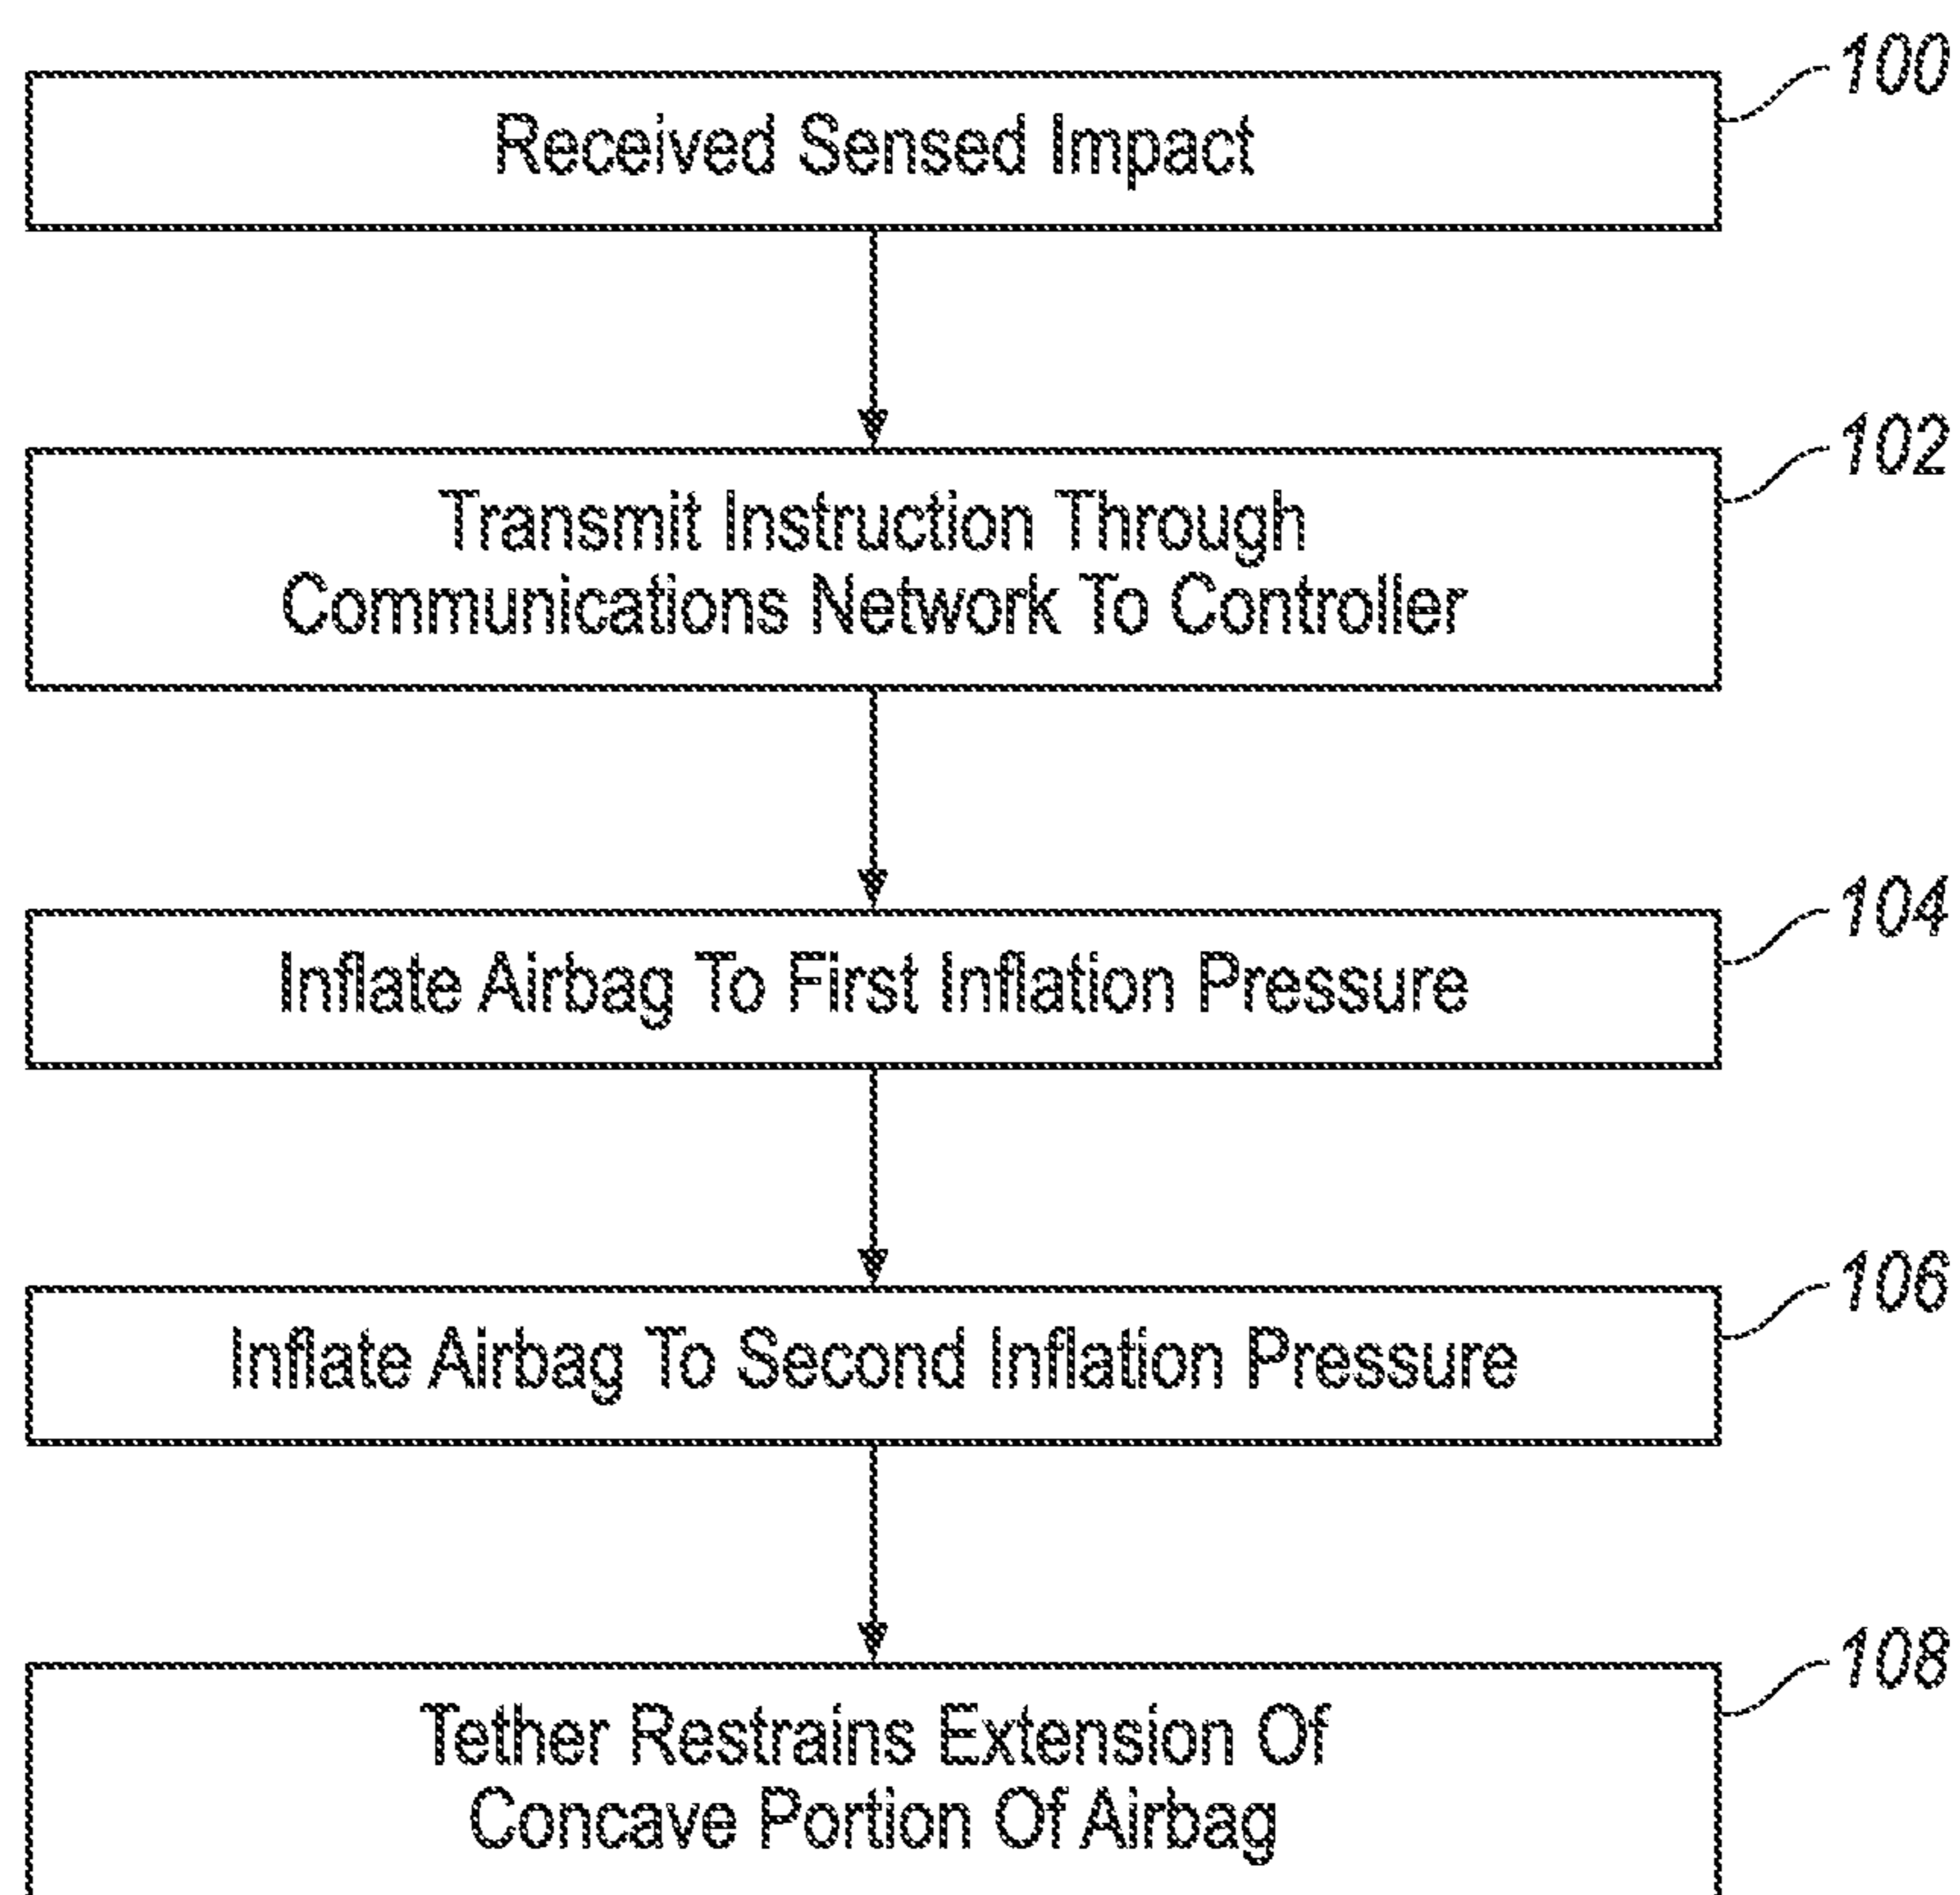 100
Received Sensed Impact
102
Transmit Instruction Through
Communications Network To Controller
104
Inflate Airbag To First Inflation Pressure
106
Inflate Airbag To Second Inflation Pressure
108
Tether Restrains Extension Of
Concave Portion Of Airbag